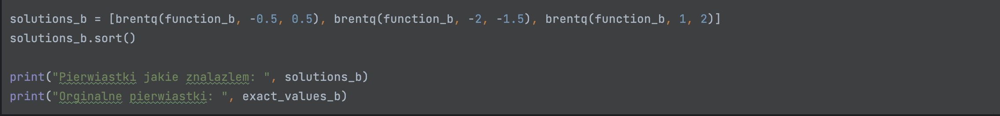 solutions_b = [brentq(function_b, -0.5, 0.5), brentq(function_b, -2, -1.5), brentq(function_b, 1, 2)]
solutions_b.sort()
print("Pierwiastki jakie znalazlem: ", solutions_b)
print("Orginalne pierwiastki: ", exact_values_b)